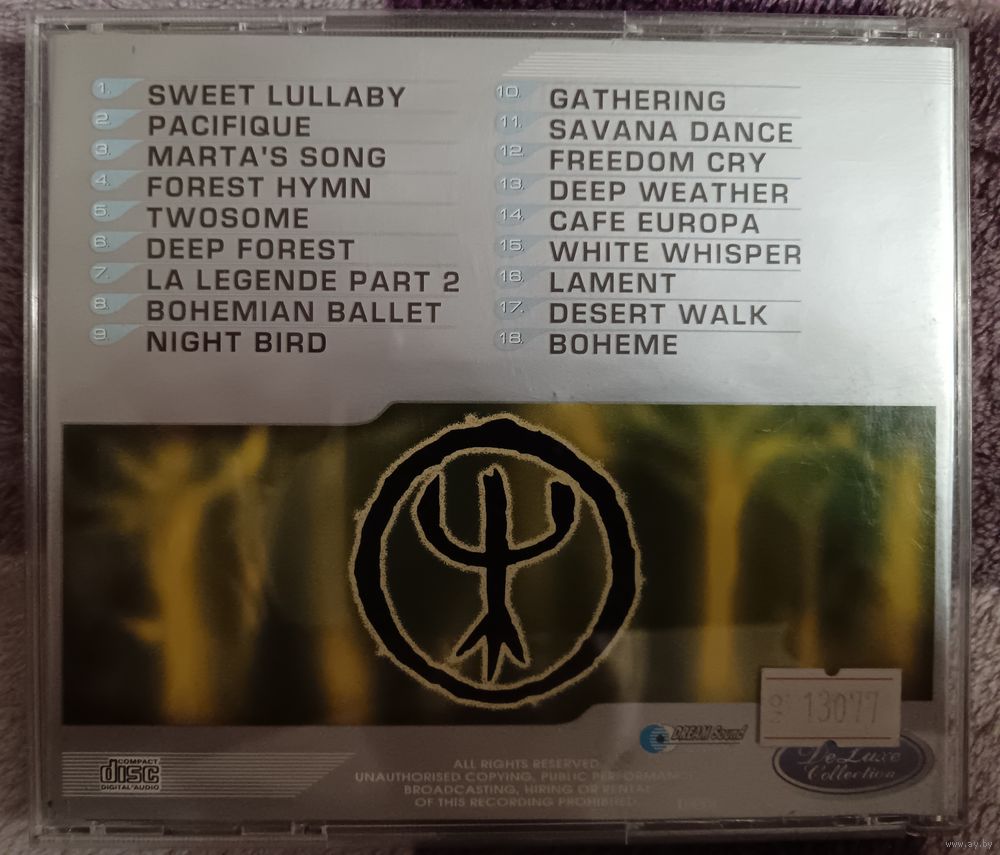 1. SWEET LULLABY
2. PACIFIQUE
3. MARTA'S SONG
4. FOREST HYMN
5. TWOSOME
6. DEEP FOREST
7. LA LEGENDE PART 2
8. BOHEMIAN BALLET
9. NIGHT BIRD
10. GATHERING
11. SAVANA DANCE
12. FREEDOM CRY
13. DEEP WEATHER
14. CAFE EUROPA
15. WHITE WHISPER
16. LAMENT
17. DESERT WALK
18. BOHEME
13077
DREAM Sound
DeLuxe
Collection
COMPACT
disc
DIGITAL AUDIO
ALL RIGHTS RESERVED.
UNAUTHORISED COPYING, PUBLIC PERFORMANCE
BROADCASTING, HIRING OR RENTAL
OF THIS RECORDING PROHIBITED.
www.ay.by